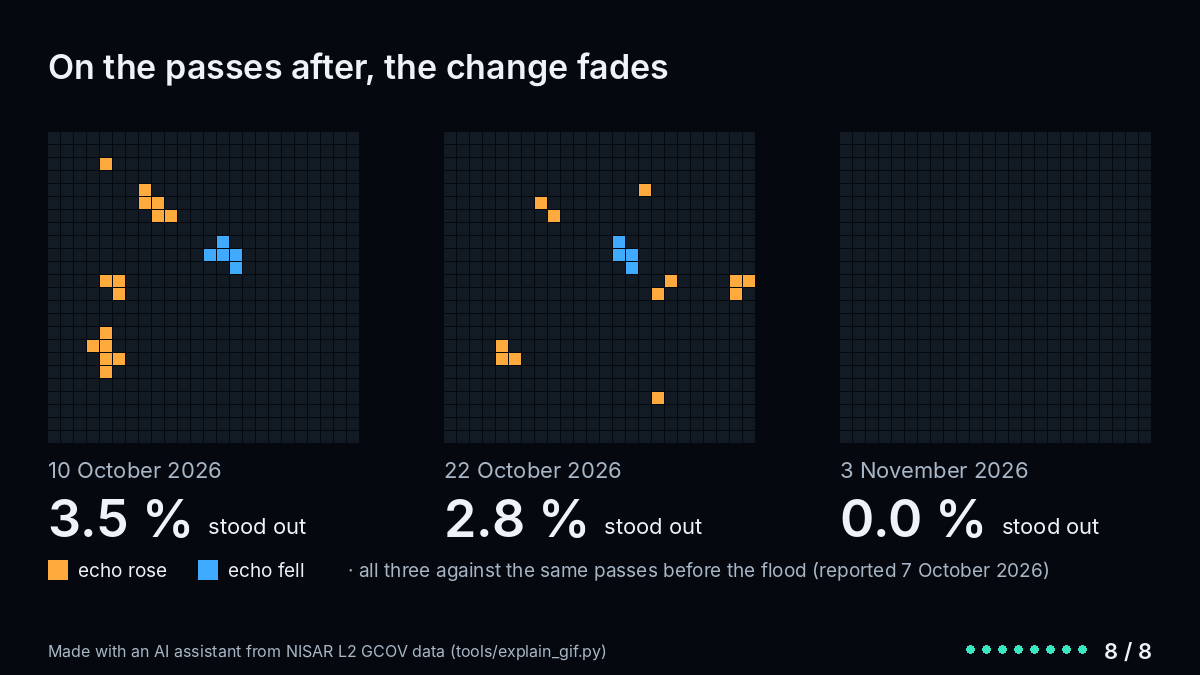 On the passes after, the change fades
10 October 2026
22 October 2026
3 November 2026
3.5 % stood out
2.8 % stood out
0.0 % stood out
echo rose echo fell · all three against the same passes before the flood (reported 7 October 2026)
Made with an AI assistant from NISAR L2 GCOV data (tools/explain_gif.py)
8 / 8